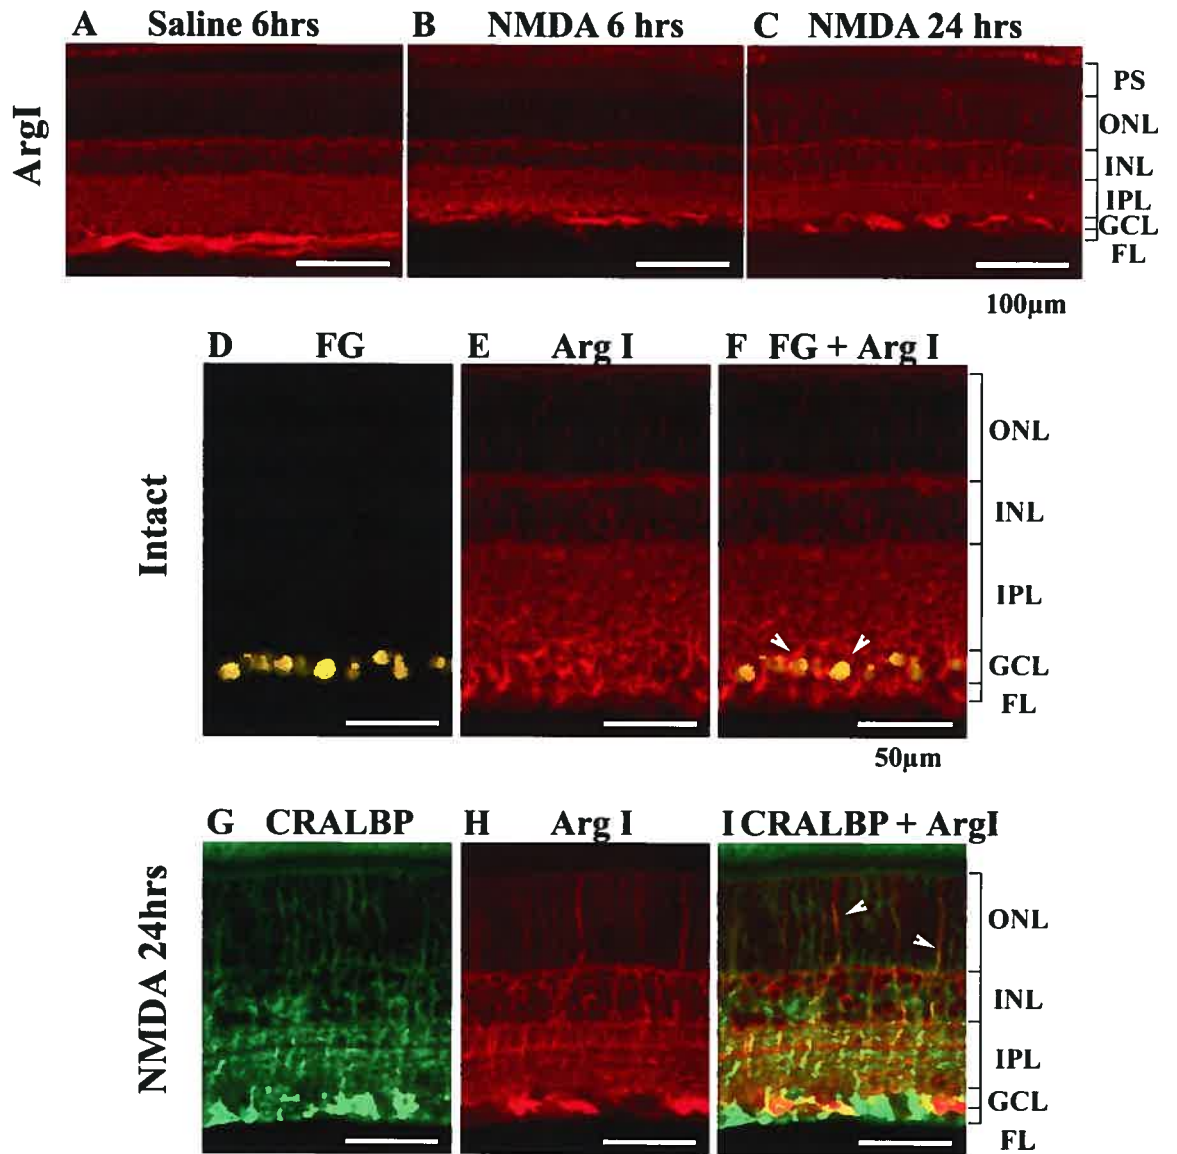 A Saline 6hrs B NMDA 6 hrs C NMDA 24 hrs
ArgI
PS
ONL
INL
IPL
GCL
FL
100µm
D FG E Arg I F FG + Arg I
Intact
ONL
INL
IPL
GCL
FL
50µm
G CRALBP H Arg I I CRALBP + ArgI
NMDA 24hrs
ONL
INL
IPL
GCL
FL